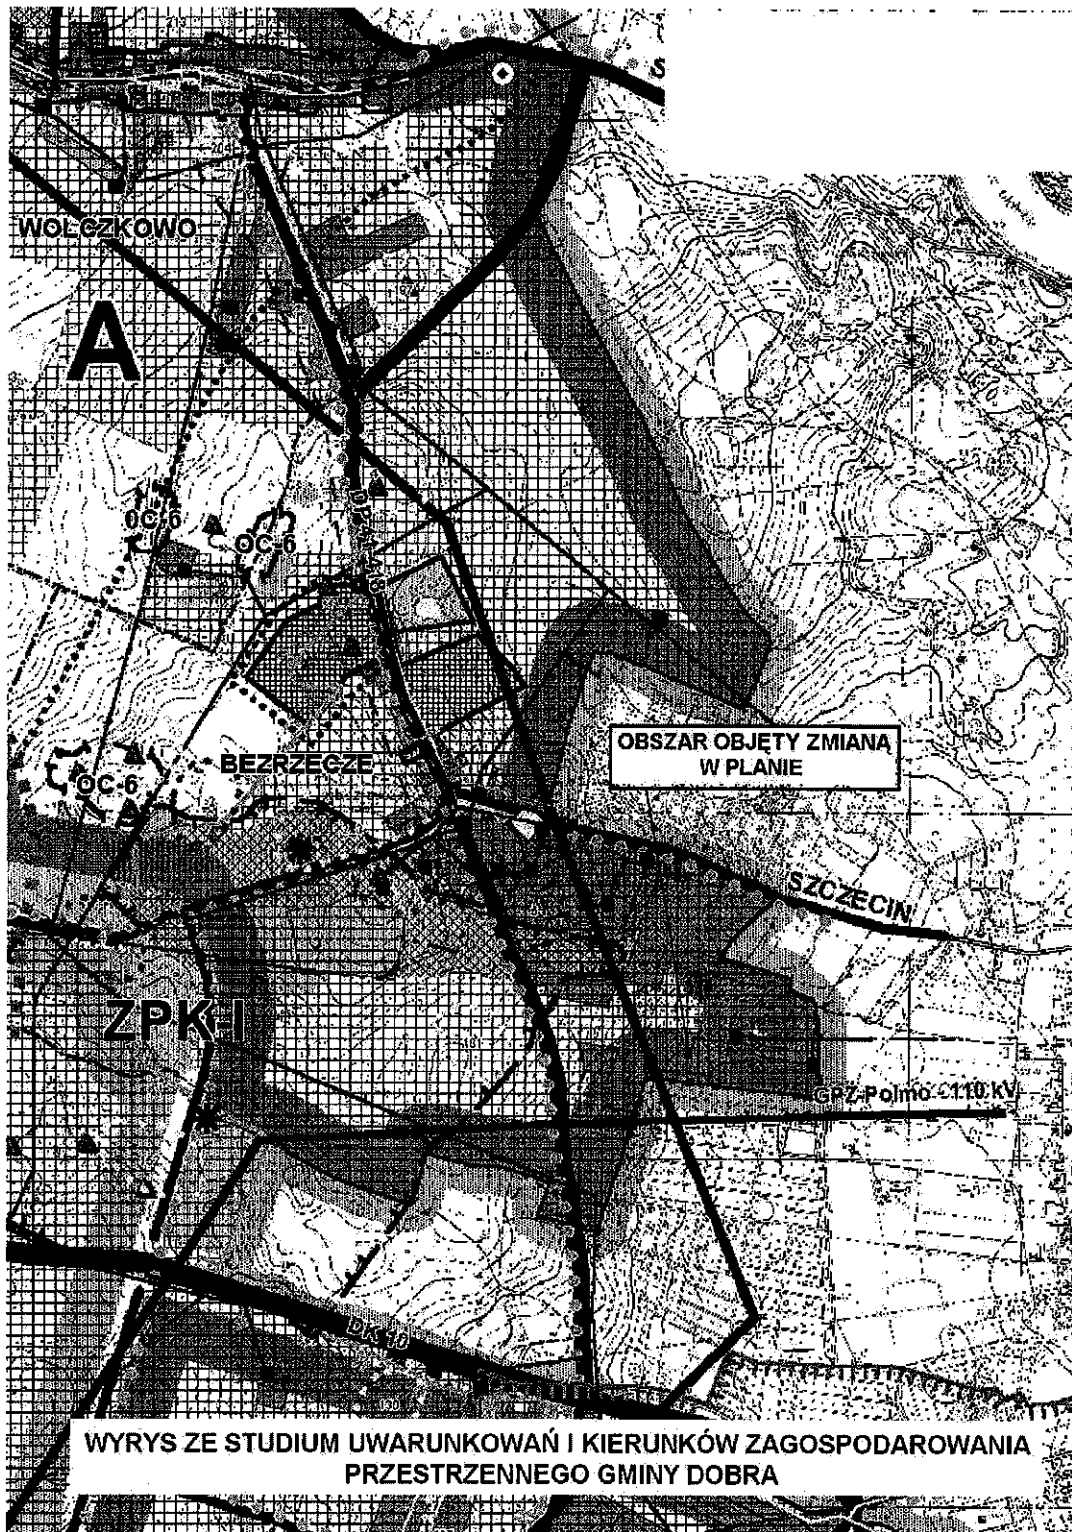 S
WOŁCZKOWO
A
OC-6
OC-6
OBSZAR OBJĘTY ZMIANĄ
W PLANIE
BEZRZECZE
OC-6
SZCZECIN
ZPK-I
GPZ-Polmo - 110 kV
DK 10
WYRYS ZE STUDIUM UWARUNKOWAŃ I KIERUNKÓW ZAGOSPODAROWANIA
PRZESTRZENNEGO GMINY DOBRA